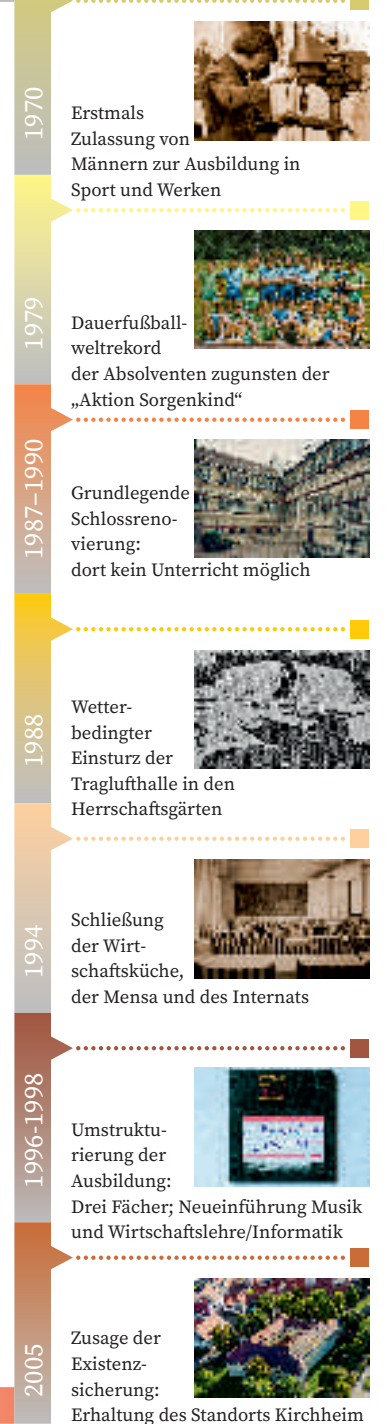 1970
Erstmals
Zulassung von
Männern zur Ausbildung in
Sport und Werken
1979
Dauerfußball-
weltrekord
der Absolventen zugunsten der
„Aktion Sorgenkind“
1987–1990
Grundlegende
Schlossreno-
vierung:
dort kein Unterricht möglich
1988
Wetter-
bedingter
Einsturz der
Traglufthalle in den
Herrschaftsgärten
1994
Schließung
der Wirt-
schaftsküche,
der Mensa und des Internats
1996-1998
Umstruktu-
rierung der
Ausbildung:
Drei Fächer; Neueinführung Musik
und Wirtschaftslehre/Informatik
2005
Zusage der
Existenz-
sicherung:
Erhaltung des Standorts Kirchheim